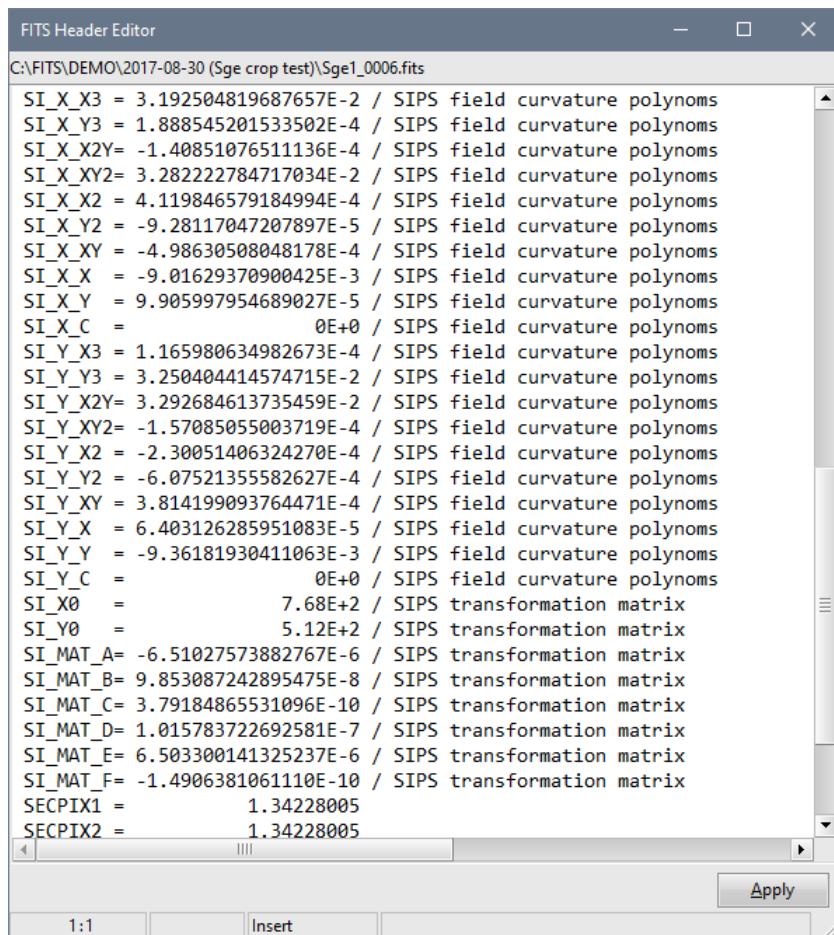 FITS Header Editor
C:\FITS\DEMO\2017-08-30 (Sge crop test)\Sge1_0006.fits
SI_X_X3 = 3.192504819687657E-2 / SIPS field curvature polynoms
SI_X_Y3 = 1.888545201533502E-4 / SIPS field curvature polynoms
SI_X_X2Y= -1.40851076511136E-4 / SIPS field curvature polynoms
SI_X_XY2= 3.282222784717034E-2 / SIPS field curvature polynoms
SI_X_X2 = 4.119846579184994E-4 / SIPS field curvature polynoms
SI_X_Y2 = -9.28117047207897E-5 / SIPS field curvature polynoms
SI_X_XY = -4.98630508048178E-4 / SIPS field curvature polynoms
SI_X_X  = -9.01629370900425E-3 / SIPS field curvature polynoms
SI_X_Y  = 9.905997954689027E-5 / SIPS field curvature polynoms
SI_X_C  =                 0E+0 / SIPS field curvature polynoms
SI_Y_X3 = 1.165980634982673E-4 / SIPS field curvature polynoms
SI_Y_Y3 = 3.250404414574715E-2 / SIPS field curvature polynoms
SI_Y_X2Y= 3.292684613735459E-2 / SIPS field curvature polynoms
SI_Y_XY2= -1.57085055003719E-4 / SIPS field curvature polynoms
SI_Y_X2 = -2.30051406324270E-4 / SIPS field curvature polynoms
SI_Y_Y2 = -6.07521355582627E-4 / SIPS field curvature polynoms
SI_Y_XY = 3.814199093764471E-4 / SIPS field curvature polynoms
SI_Y_X  = 6.403126285951083E-5 / SIPS field curvature polynoms
SI_Y_Y  = -9.36181930411063E-3 / SIPS field curvature polynoms
SI_Y_C  =                 0E+0 / SIPS field curvature polynoms
SI_X0   =               7.68E+2 / SIPS transformation matrix
SI_Y0   =               5.12E+2 / SIPS transformation matrix
SI_MAT_A= -6.51027573882767E-6 / SIPS transformation matrix
SI_MAT_B= 9.853087242895475E-8 / SIPS transformation matrix
SI_MAT_C= 3.79184865531096E-10 / SIPS transformation matrix
SI_MAT_D= 1.015783722692581E-7 / SIPS transformation matrix
SI_MAT_E= 6.503300141325237E-6 / SIPS transformation matrix
SI_MAT_F= -1.4906381061110E-10 / SIPS transformation matrix
SECPIX1 =           1.34228005
SECPIX2 =           1.34228005
Apply
1:1 Insert